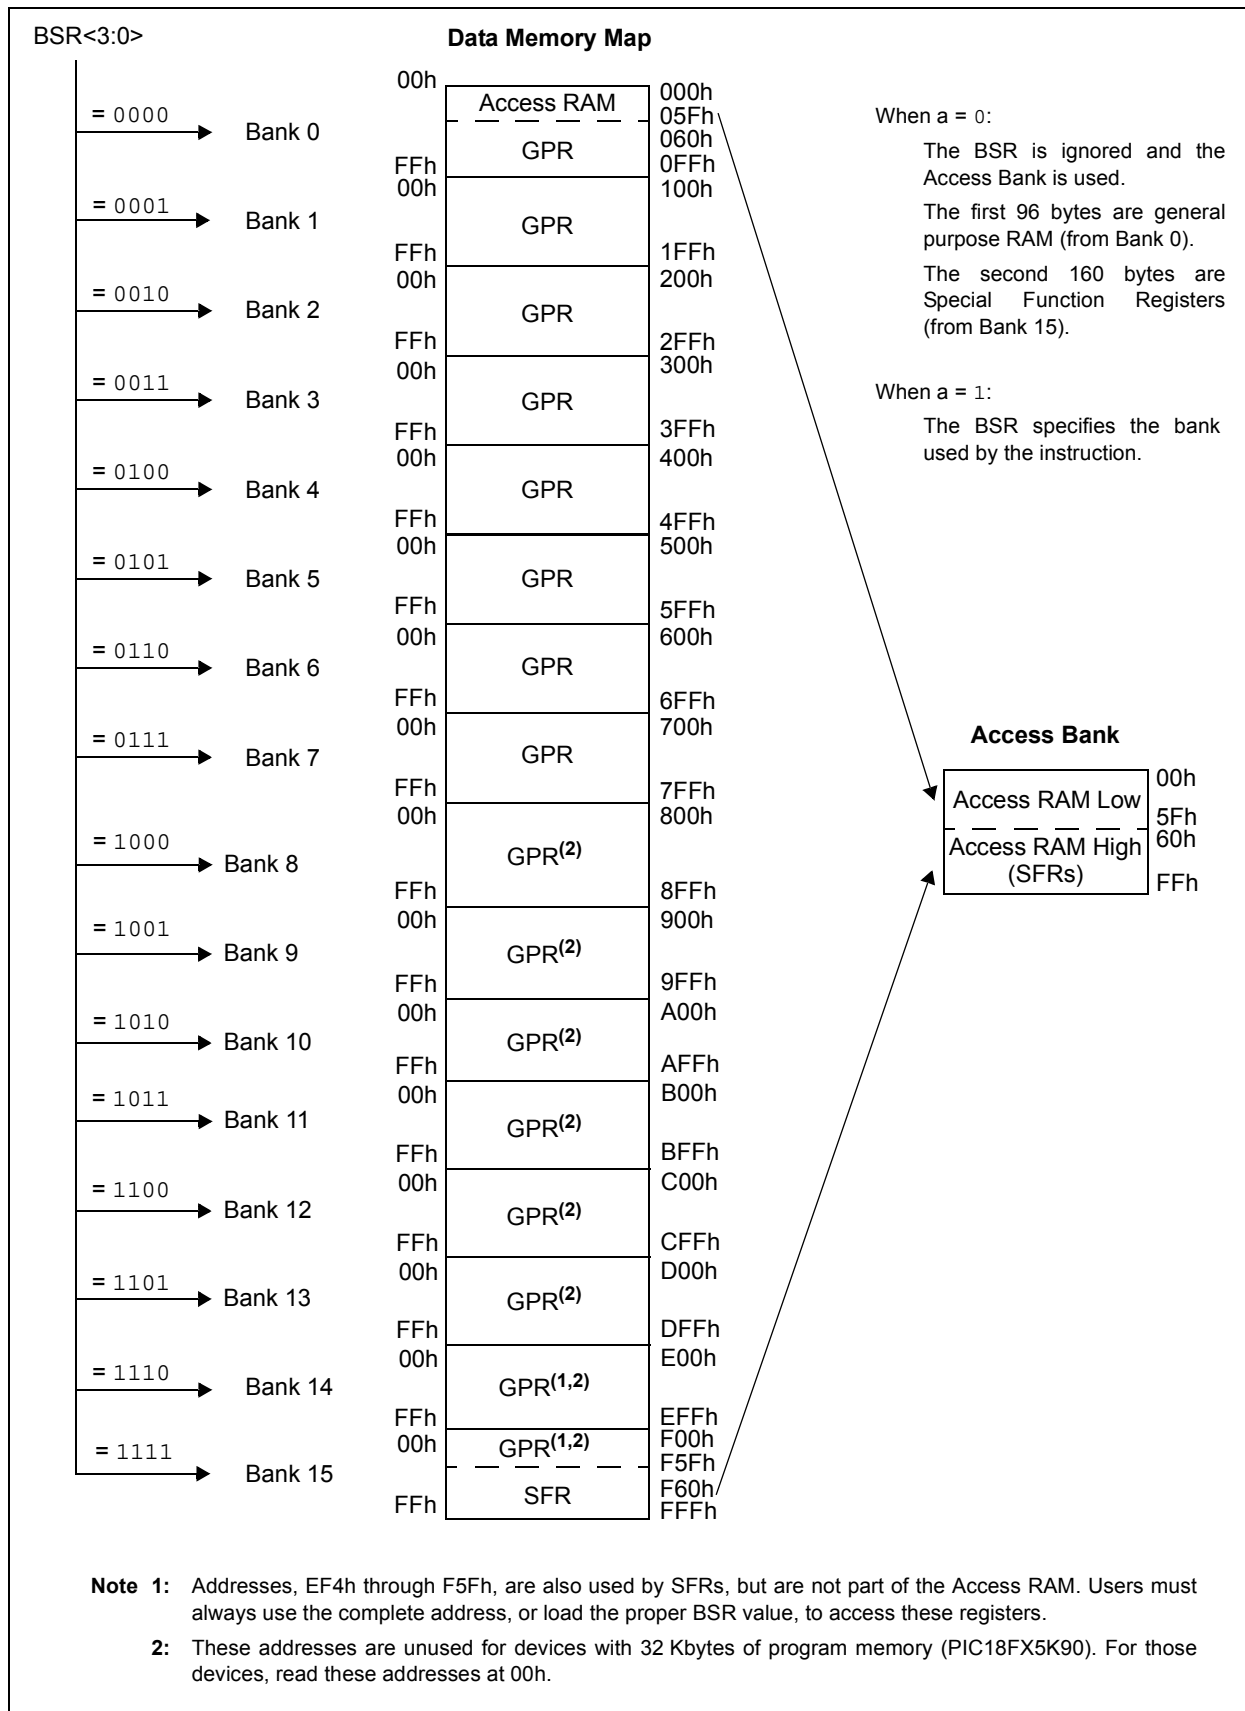 BSR<3:0>
Data Memory Map
00h
000h
= 0000
Bank 0
Access RAM
05Fh
060h
GPR
FFh
0FFh
00h
100h
= 0001
Bank 1
GPR
FFh
1FFh
00h
200h
= 0010
Bank 2
GPR
FFh
2FFh
00h
300h
= 0011
Bank 3
GPR
FFh
3FFh
00h
400h
= 0100
Bank 4
GPR
FFh
4FFh
00h
500h
= 0101
Bank 5
GPR
FFh
5FFh
00h
600h
= 0110
Bank 6
GPR
FFh
6FFh
00h
700h
= 0111
Bank 7
GPR
FFh
7FFh
00h
800h
= 1000
Bank 8
GPR(2)
FFh
8FFh
00h
900h
= 1001
Bank 9
GPR(2)
FFh
9FFh
00h
A00h
= 1010
Bank 10
GPR(2)
FFh
AFFh
00h
B00h
= 1011
Bank 11
GPR(2)
FFh
BFFh
00h
C00h
= 1100
Bank 12
GPR(2)
FFh
CFFh
00h
D00h
= 1101
Bank 13
GPR(2)
FFh
DFFh
00h
E00h
= 1110
Bank 14
GPR(1,2)
FFh
EFFh
00h
F00h
= 1111
Bank 15
GPR(1,2)
F5Fh
F60h
SFR
FFh
FFFh
When a = 0:
The BSR is ignored and the
Access Bank is used.
The first 96 bytes are general
purpose RAM (from Bank 0).
The second 160 bytes are
Special Function Registers
(from Bank 15).
When a = 1:
The BSR specifies the bank
used by the instruction.
Access Bank
00h
Access RAM Low
5Fh
60h
Access RAM High
(SFRs)
FFh
Note 1: Addresses, EF4h through F5Fh, are also used by SFRs, but are not part of the Access RAM. Users must
always use the complete address, or load the proper BSR value, to access these registers.
2: These addresses are unused for devices with 32 Kbytes of program memory (PIC18FX5K90). For those
devices, read these addresses at 00h.